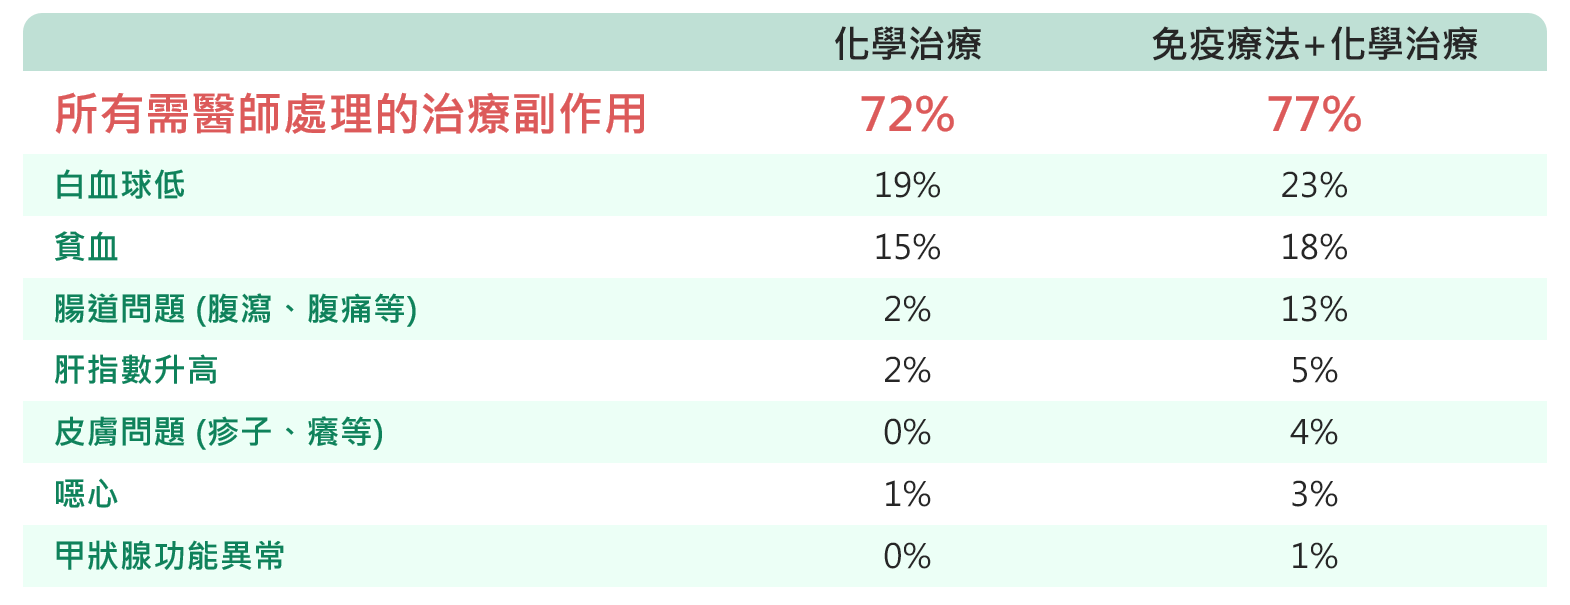 化學治療 免疫療法+化學治療
所有需醫師處理的治療副作用 72% 77%
白血球低 19% 23%
貧血 15% 18%
腸道問題 (腹瀉、腹痛等) 2% 13%
肝指數升高 2% 5%
皮膚問題 (疹子、癢等) 0% 4%
噁心 1% 3%
甲狀腺功能異常 0% 1%